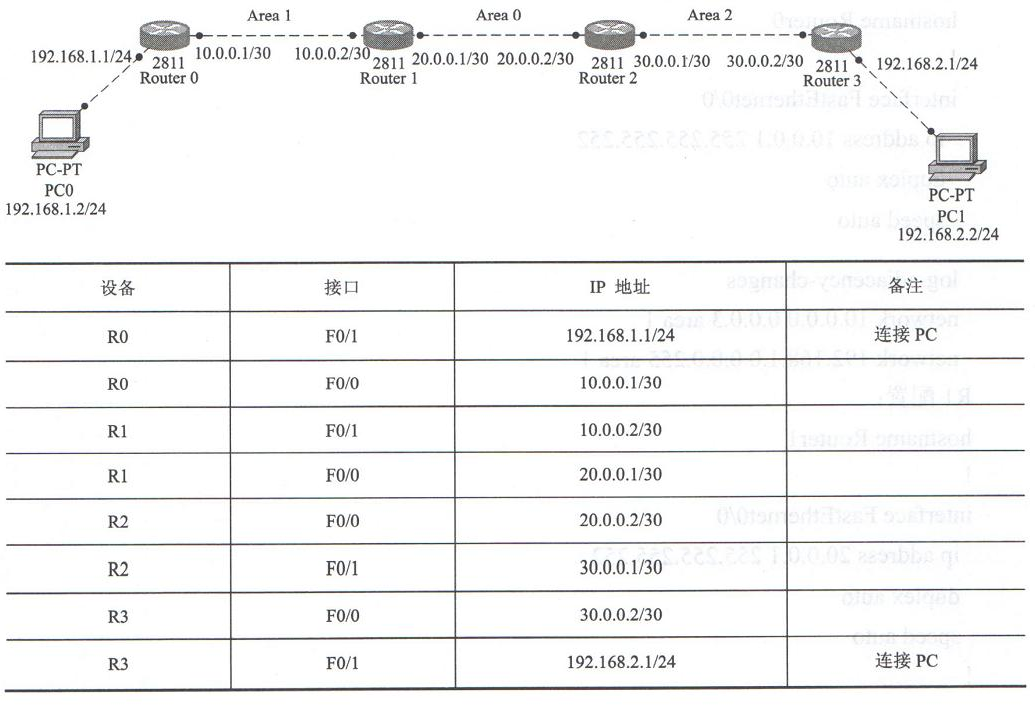 Area 1
Area 0
Area 2
192.168.1.1/24
10.0.0.1/30
10.0.0.2/30
20.0.0.1/30
20.0.0.2/30
30.0.0.1/30
30.0.0.2/30
192.168.2.1/24
2811
Router 0
2811
Router 1
2811
Router 2
2811
Router 3
PC-PT
PC0
192.168.1.2/24
PC-PT
PC1
192.168.2.2/24
设备 接口 IP 地址 备注
R0 F0/1 192.168.1.1/24 连接 PC
R0 F0/0 10.0.0.1/30
R1 F0/1 10.0.0.2/30
R1 F0/0 20.0.0.1/30
R2 F0/0 20.0.0.2/30
R2 F0/1 30.0.0.1/30
R3 F0/0 30.0.0.2/30
R3 F0/1 192.168.2.1/24 连接 PC